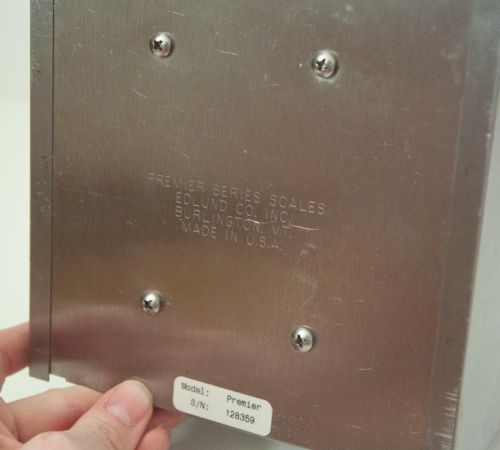 PREMIER SERIES SCALES
EDLUND CO. INC.
BURLINGTON, VT.
MADE IN U.S.A.
Model: Premier
S/N: 128359